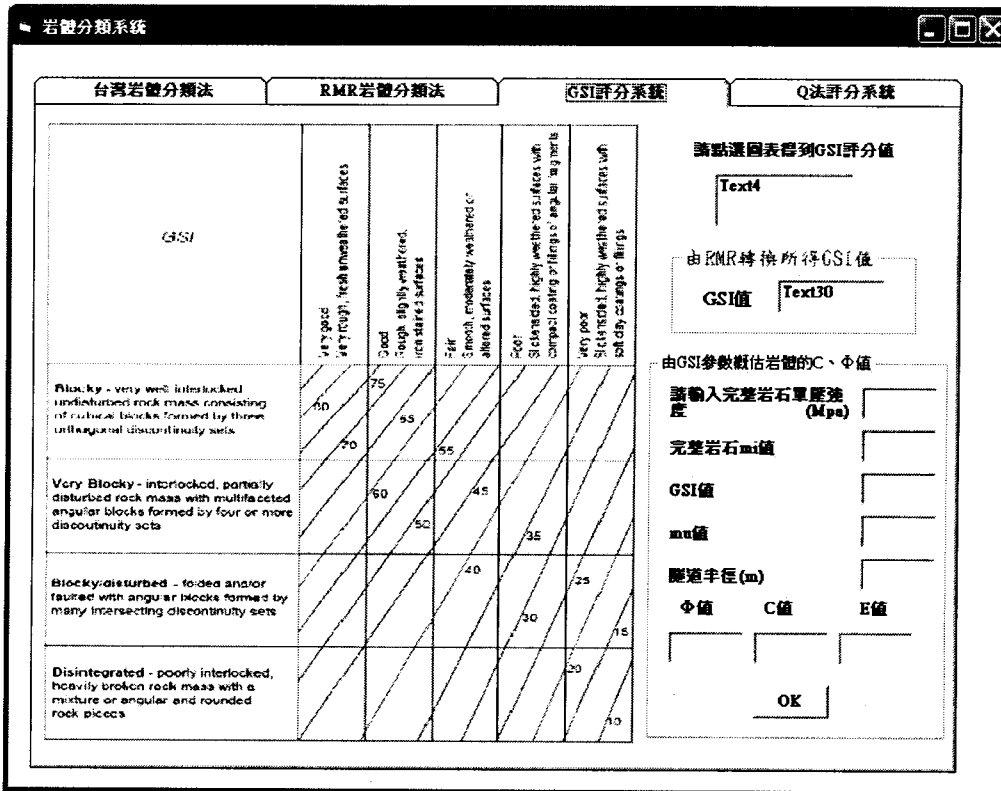 岩體分類系統
台灣岩體分類法
RMR岩體分類法
GSI評分系統
Q法評分系統
GSI
Very good
Very rough, fresh unweathered surfaces
Good
Rough, slightly weathered,
iron stained surfaces
Fair
Smooth, moderately weathered or
altered surfaces
Poor
Slickensided, highly weathered surfaces with
compact coating or fillings of angular fragments
Very poor
Slickensided, highly weathered surfaces with
soft clay coatings or fillings
Blocky - very well interlocked
undisturbed rock mass consisting
of cubical blocks formed by three
orthogonal discontinuity sets
Very Blocky - interlocked, partially
disturbed rock mass with multifaceted
angular blocks formed by four or more
discoutinuity sets
Blocky/disturbed - folded and/or
faulted with angular blocks formed by
many intersecting discontinuity sets
Disintegrated - poorly interlocked,
heavily broken rock mass with a
mixture or angular and rounded
rock pieces
75
80
65
70
55
60
45
50
35
40
25
30
15
20
10
請點選圖表得到GSI評分值
Text4
由RMR轉換所得GSI值
GSI值
Text30
由GSI參數概估岩體的C、Φ值
請輸入完整岩石單壓強
度 (Mpa)
完整岩石mi值
GSI值
mu值
隧道半徑(m)
Φ值 C值 E值
OK